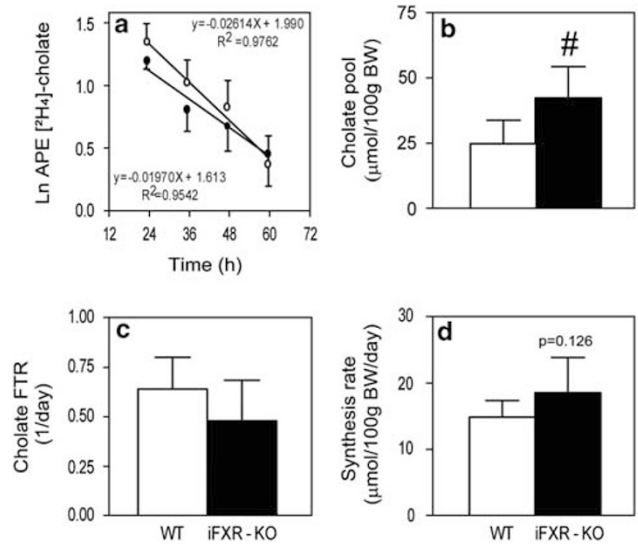 a
y=-0.02614X + 1.990
R2 =0.9762
Ln APE [²H₄]-cholate
1.5
1.0
0.5
0.0
y=-0.01970X + 1.613
R2=0.9542
12 24 36 48 60 72
Time (h)
b
#
Cholate pool
(μmol/100g BW)
75
50
25
0
c
Cholate FTR
(1/day)
1.00
0.75
0.50
0.25
0.00
WT iFXR - KO
d
p=0.126
Synthesis rate
(μmol/100g BW/day)
30
20
10
0
WT iFXR - KO